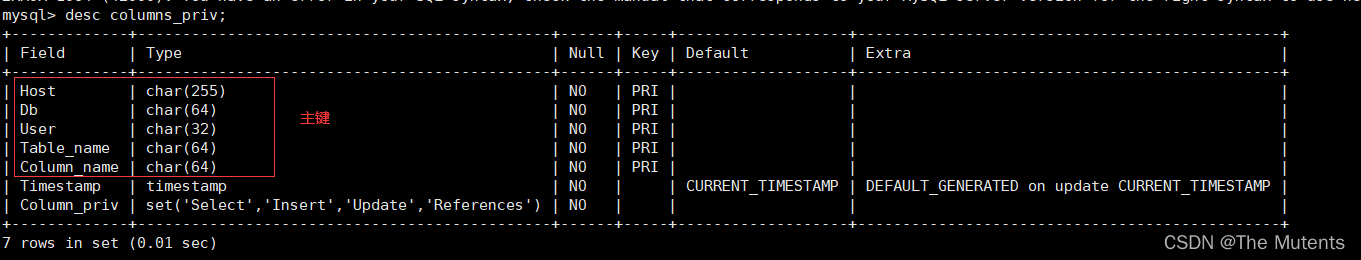 mysql> desc columns_priv;
+-------------+----------------------------------------------+------+-----+-------------------+-----------------------------------------------+
| Field | Type | Null | Key | Default | Extra |
+-------------+----------------------------------------------+------+-----+-------------------+-----------------------------------------------+
| Host | char(255) | NO | PRI | | |
| Db | char(64) | NO | PRI | | |
| User | char(32) | NO | PRI | | |
主键
| Table_name | char(64) | NO | PRI | | |
| Column_name | char(64) | NO | PRI | | |
| Timestamp | timestamp | NO | | CURRENT_TIMESTAMP | DEFAULT_GENERATED on update CURRENT_TIMESTAMP |
| Column_priv | set('Select','Insert','Update','References') | NO | | | |
+-------------+----------------------------------------------+------+-----+-------------------+-----------------------------------------------+
7 rows in set (0.01 sec)
CSDN @The Mutents